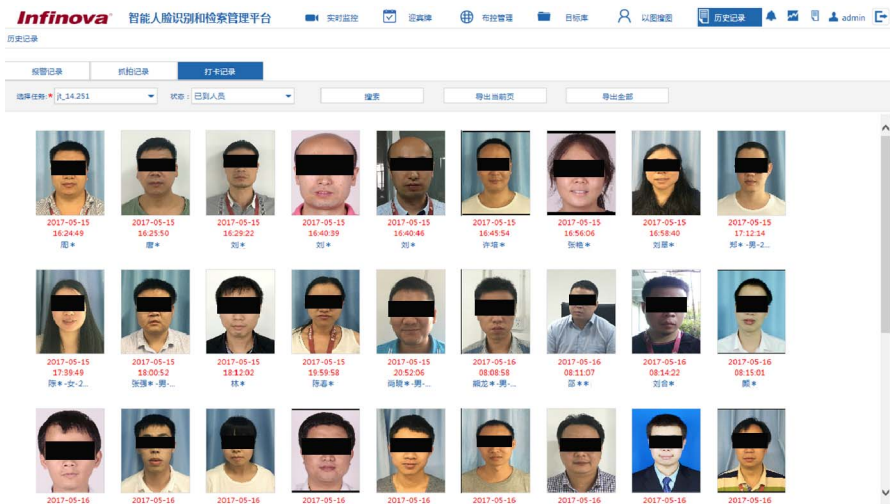 Infinova 智能人脸识别和检索管理平台 实时监控 迎宾牌 布控管理 目标库 以图搜图 历史记录 admin
历史记录
报警记录 抓拍记录 打卡记录
选择任务:* jt_14.251 状态: 已到人员 搜索 导出当前页 导出全部
2017-05-15 2017-05-15 2017-05-15 2017-05-15 2017-05-15 2017-05-15 2017-05-15 2017-05-15 2017-05-15
16:24:49 16:25:50 16:29:22 16:40:39 16:40:46 16:45:54 16:56:06 16:58:40 17:12:14
周* 唐* 刘* 刘* 刘* 许培* 张艳* 刘草* 郑*-男-2...
2017-05-15 2017-05-15 2017-05-15 2017-05-15 2017-05-15 2017-05-16 2017-05-16 2017-05-16 2017-05-16
17:39:49 18:00:52 18:12:02 19:59:58 20:52:06 08:08:58 08:11:07 08:14:22 08:15:01
陈*-女-2... 张强*-男-... 林* 陈春* *-男-... 龙*-男-... 邵** 刘合* 颜*
2017-05-16 2017-05-16 2017-05-16 2017-05-16 2017-05-16 2017-05-16 2017-05-16 2017-05-16 2017-05-16